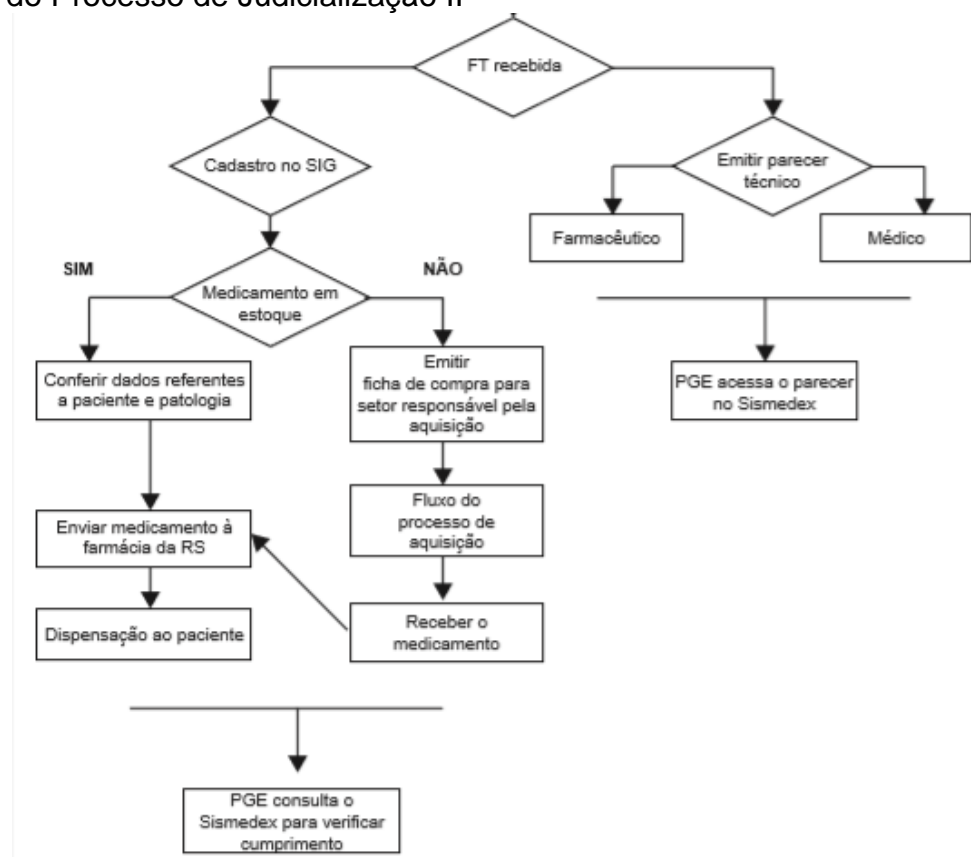 do Processo de Judicialização II
FT recebida
Cadastro no SIG
Emitir parecer
técnico
Farmacêutico
Médico
SIM
NÃO
Medicamento em
estoque
Conferir dados referentes
a paciente e patologia
Emitir
ficha de compra para
setor responsável pela
aquisição
PGE acessa o parecer
no Sismedex
Enviar medicamento à
farmácia da RS
Fluxo do
processo de
aquisição
Dispensação ao paciente
Receber o
medicamento
PGE consulta o
Sismedex para verificar
cumprimento